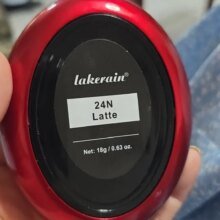 lakerain®
24N
Latte
Net: 18g / 0.63 oz.